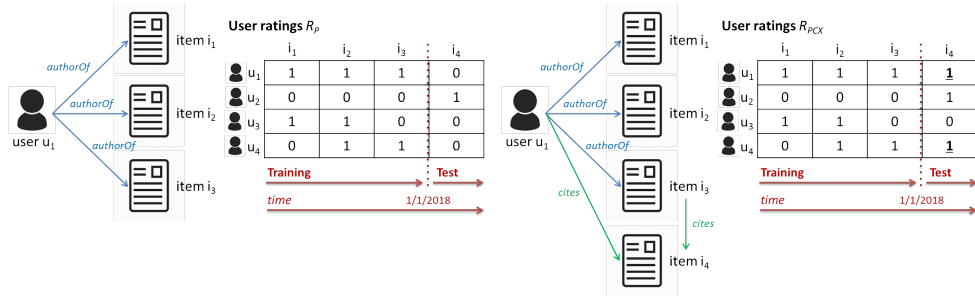 User ratings R_P
i1 i2 i3 i4
u1 1 1 1 0
u2 0 0 0 1
u3 1 1 0 0
u4 0 1 1 0
Training Test
time 1/1/2018
item i1
authorOf
authorOf
item i2
user u1
authorOf
item i3
User ratings R_PCX
i1 i2 i3 i4
u1 1 1 1 1
u2 0 0 0 1
u3 1 1 0 0
u4 0 1 1 1
Training Test
time 1/1/2018
item i1
authorOf
authorOf
item i2
user u1
authorOf
item i3
cites
cites
item i4